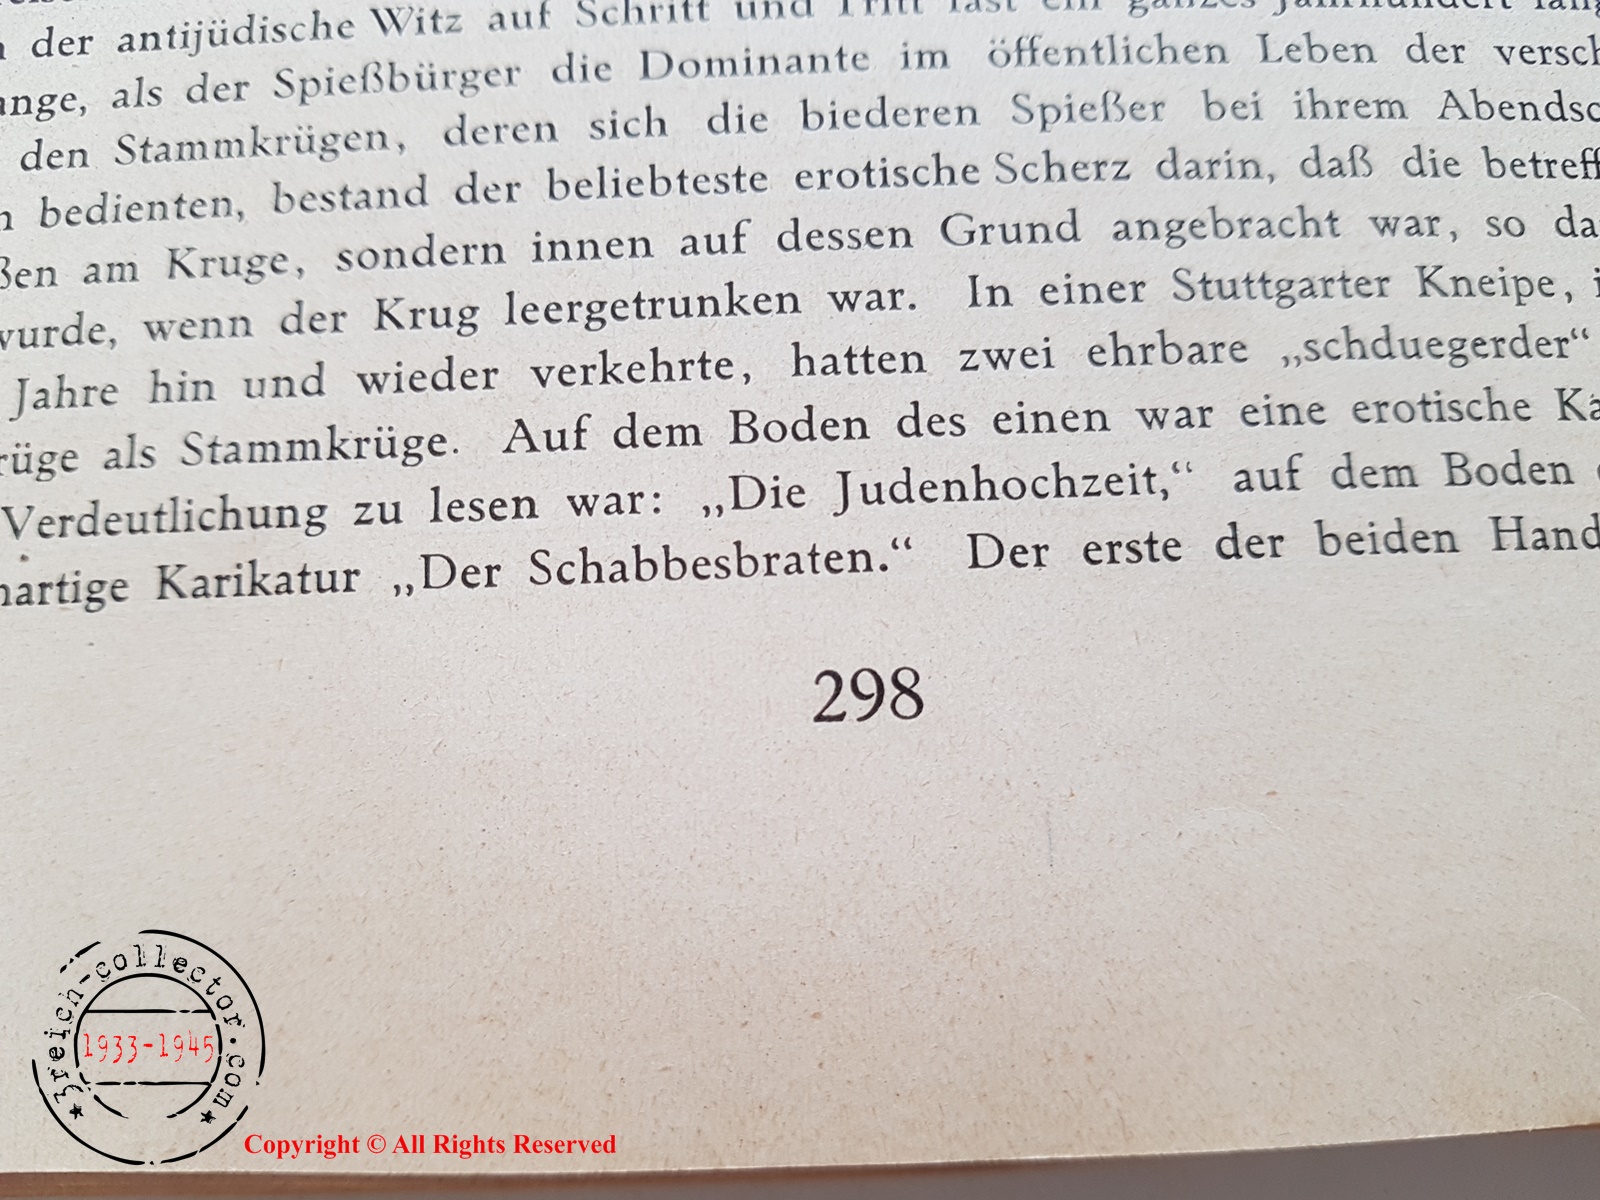 der antijüdische Witz auf Schritt und Tritt fast ein ganzes Jahrhundert
ange, als der Spießbürger die Dominante im öffentlichen Leben der versch
den Stammkrügen, deren sich die biederen Spießer bei ihrem Abendsc
n bedienten, bestand der beliebteste erotische Scherz darin, daß die betreff
ßen am Kruge, sondern innen auf dessen Grund angebracht war, so da
wurde, wenn der Krug leergetrunken war. In einer Stuttgarter Kneipe, i
Jahre hin und wieder verkehrte, hatten zwei ehrbare „schduegerder“
rüge als Stammkrüge. Auf dem Boden des einen war eine erotische Ka
Verdeutlichung zu lesen war: „Die Judenhochzeit,“ auf dem Boden
hartige Karikatur „Der Schabbesbraten.“ Der erste der beiden Hand
298
3reich-collector.com
1933-1945
Copyright © All Rights Reserved